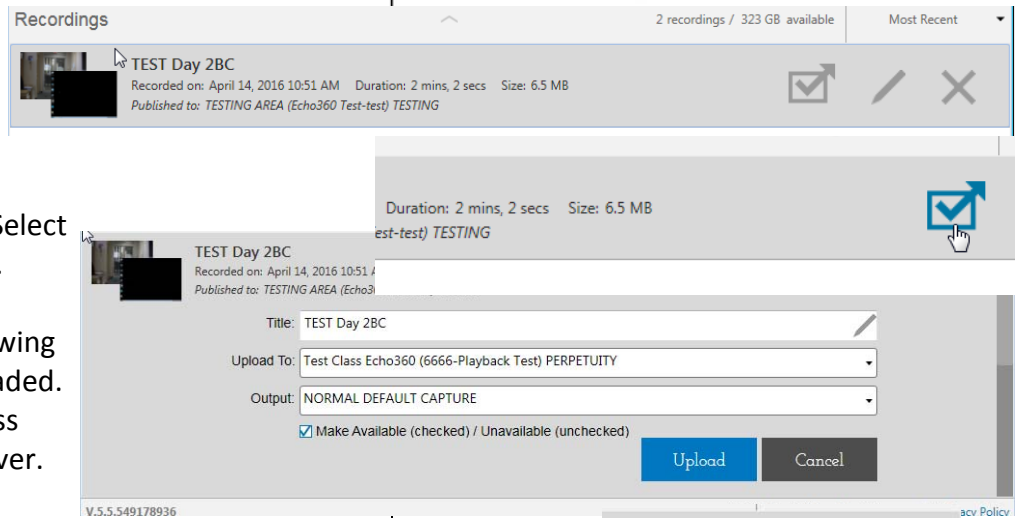 Recordings 2 recordings / 323 GB available Most Recent
TEST Day 2BC
Recorded on: April 14, 2016 10:51 AM Duration: 2 mins, 2 secs Size: 6.5 MB
Published to: TESTING AREA (Echo360 Test-test) TESTING
Duration: 2 mins, 2 secs Size: 6.5 MB
est-test) TESTING
Select
wing
aded.
ss
ver.
TEST Day 2BC
Recorded on: April 14, 2016 10:51
Published to: TESTING AREA (Echo3
Title: TEST Day 2BC
Upload To: Test Class Echo360 (6666-Playback Test) PERPETUITY
Output: NORMAL DEFAULT CAPTURE
Make Available (checked) / Unavailable (unchecked)
Upload Cancel
V.5.5.549178936 acy Policy